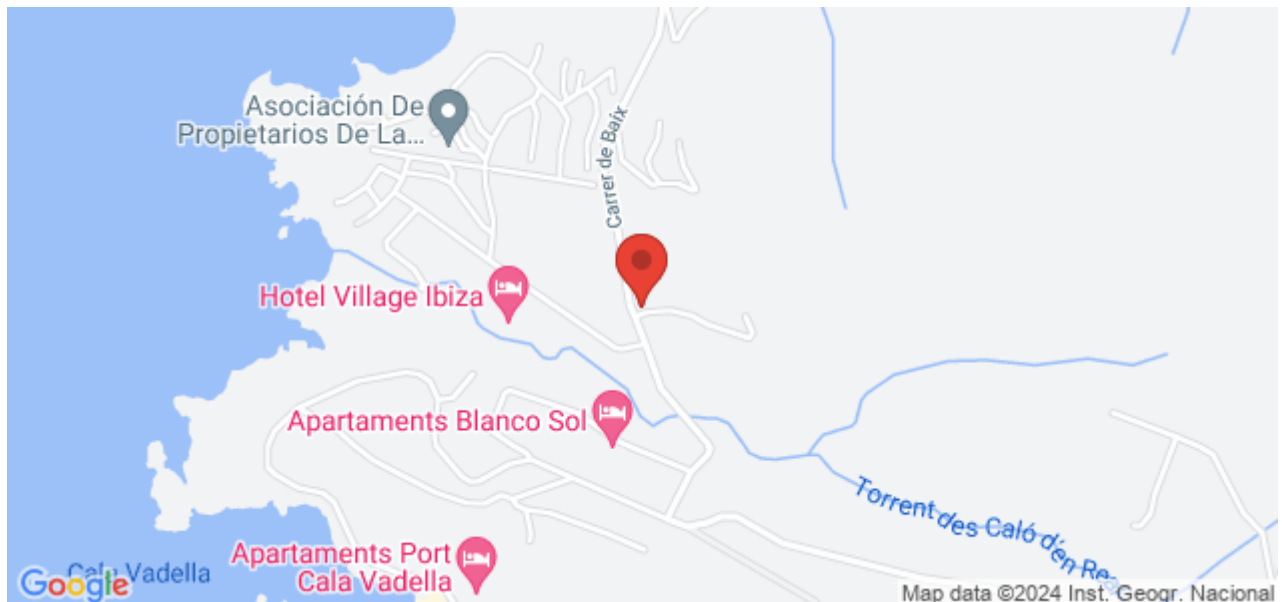 Asociación De
Propietarios De La...
Carrer de Baix
Hotel Village Ibiza
Apartaments Blanco Sol
Torrent des Caló d'en Rea
Apartaments Port
Cala Vadella
Cala Vadella
Google
Map data ©2024 Inst. Geogr. Nacional